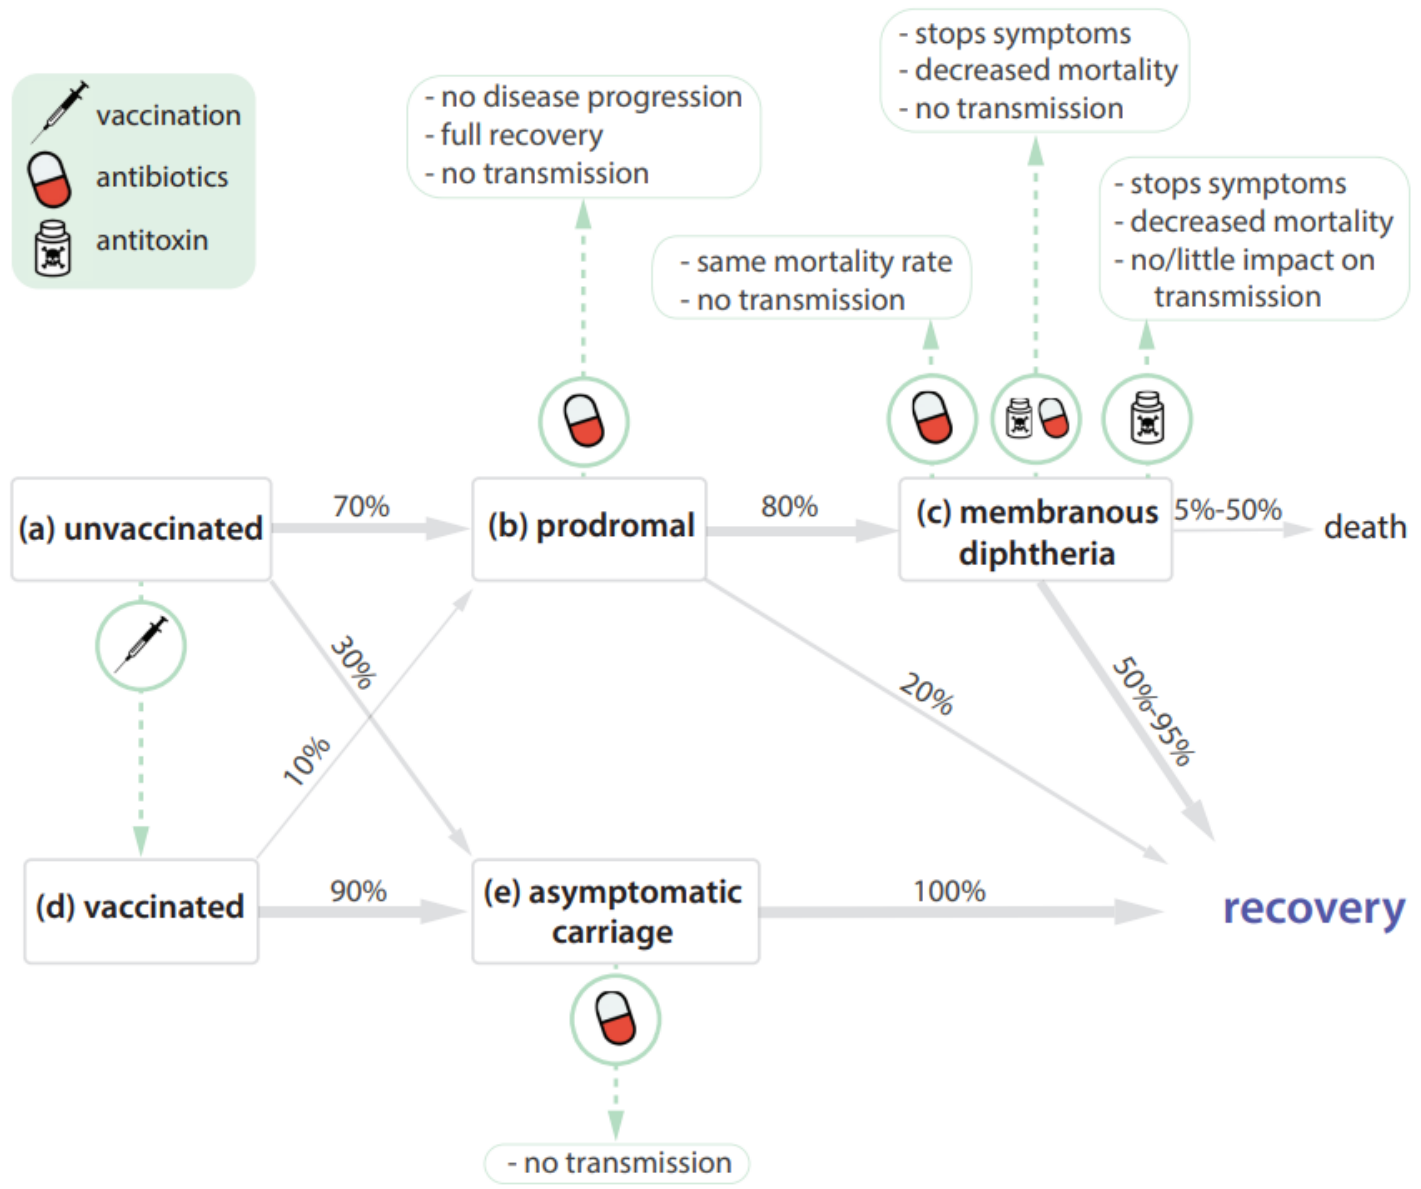 - stops symptoms
- decreased mortality
- no transmission
vaccination
antibiotics
antitoxin
- no disease progression
- full recovery
- no transmission
- stops symptoms
- decreased mortality
- no/little impact on
transmission
- same mortality rate
- no transmission
(a) unvaccinated
70%
(b) prodromal
80%
(c) membranous
diphtheria
5%-50%
death
30%
10%
20%
50%-95%
(d) vaccinated
90%
(e) asymptomatic
carriage
100%
recovery
- no transmission